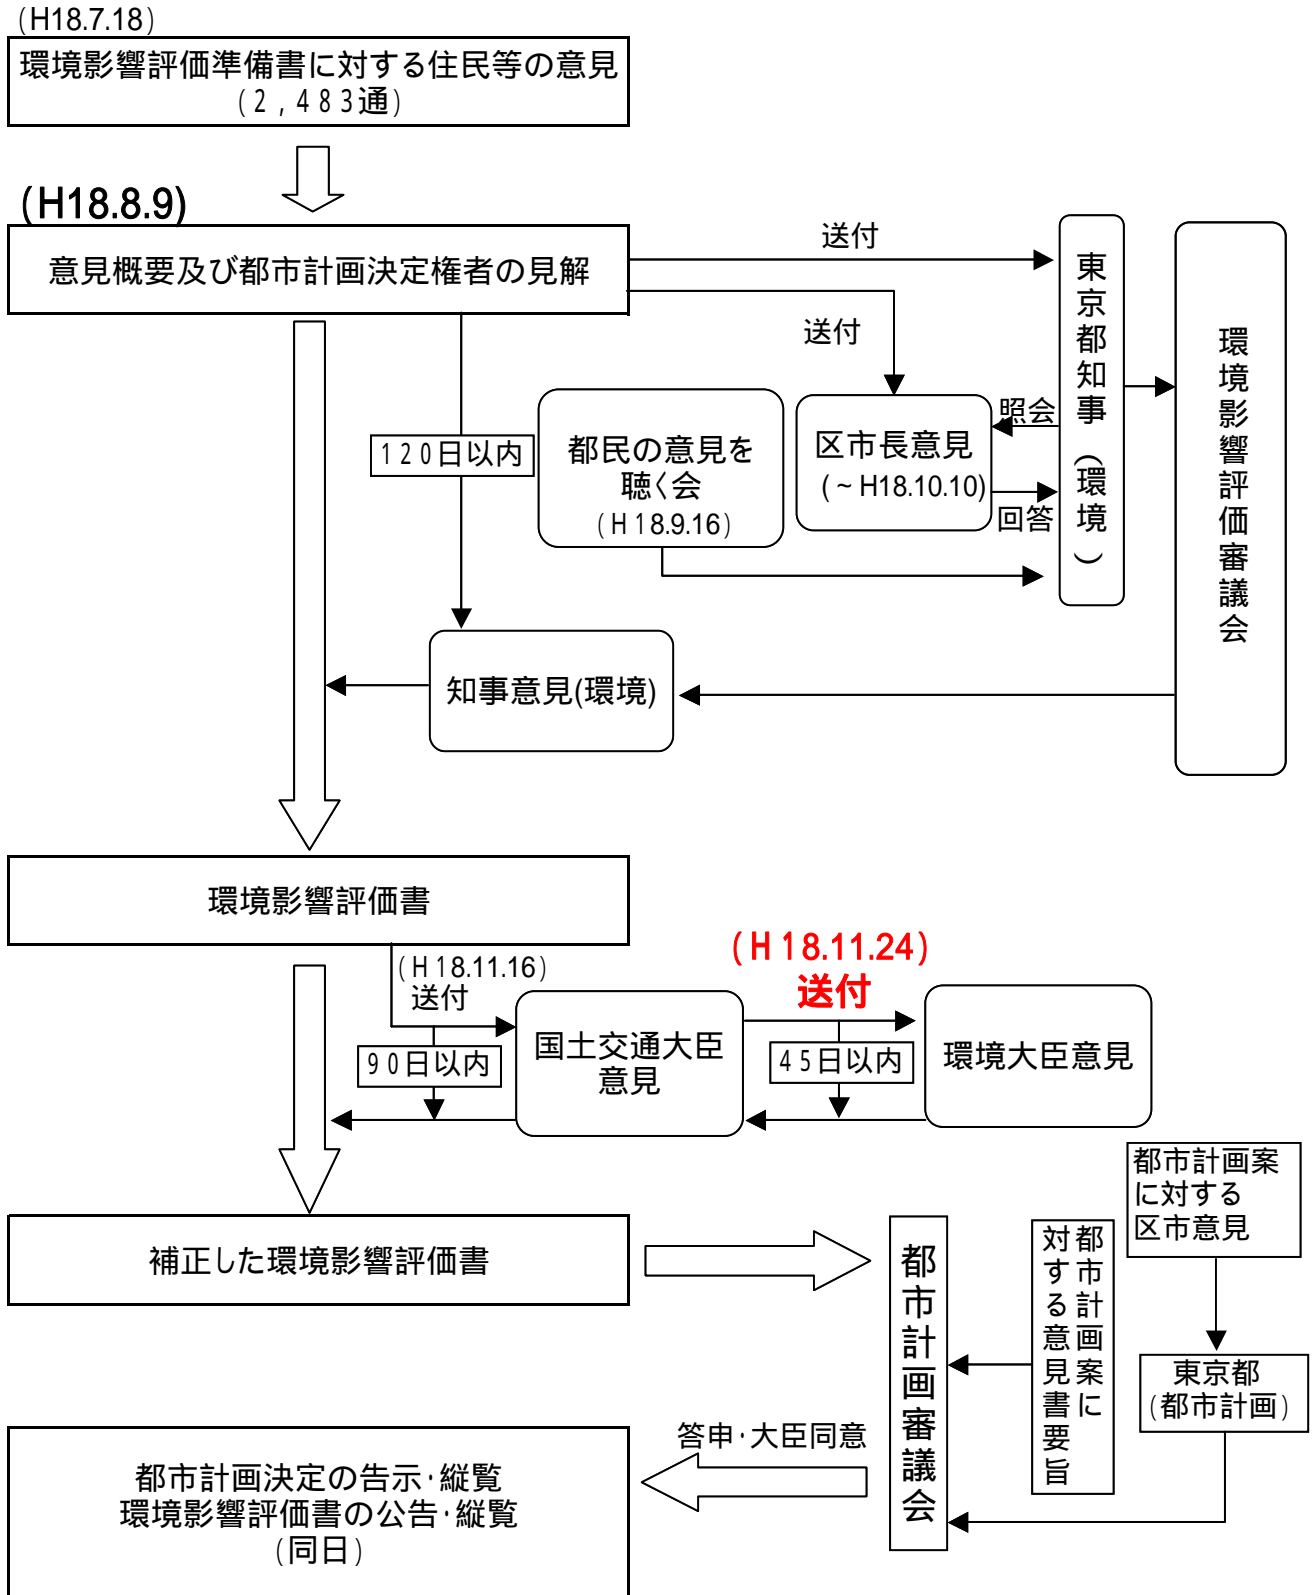 (H18.7.18)
環境影響評価準備書に対する住民等の意見
(2,483通)
(H18.8.9)
意見概要及び都市計画決定権者の見解
送付
送付
東京都知事(環境)
環境影響評価審議会
120日以内
都民の意見を
聴く会
(H18.9.16)
区市長意見
(~H18.10.10)
照会
回答
知事意見(環境)
環境影響評価書
(H18.11.16)
送付
90日以内
国土交通大臣
意見
(H18.11.24)
送付
45日以内
環境大臣意見
補正した環境影響評価書
都市計画審議会
都市計画案に
対する意見書要旨
都市計画案
に対する
区市意見
東京都
(都市計画)
答申・大臣同意
都市計画決定の告示・縦覧
環境影響評価書の公告・縦覧
(同日)